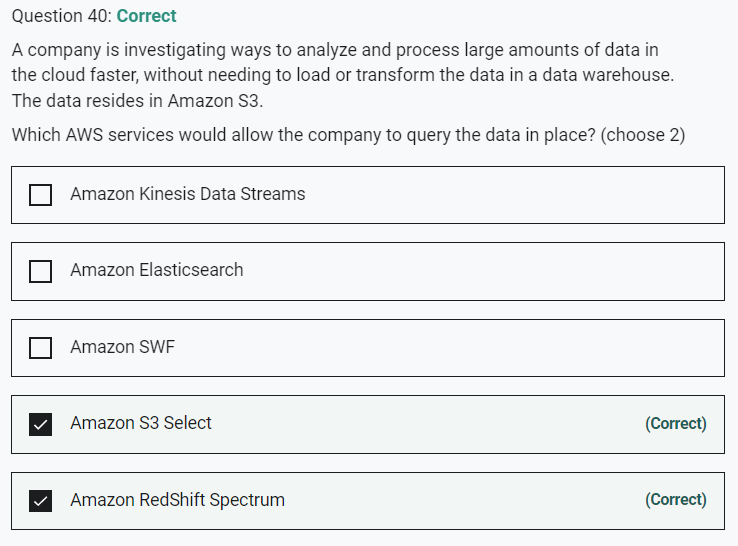 Question 40: Correct
A company is investigating ways to analyze and process large amounts of data in
the cloud faster, without needing to load or transform the data in a data warehouse.
The data resides in Amazon S3.
Which AWS services would allow the company to query the data in place? (choose 2)
Amazon Kinesis Data Streams
Amazon Elasticsearch
Amazon SWF
Amazon S3 Select (Correct)
Amazon RedShift Spectrum (Correct)